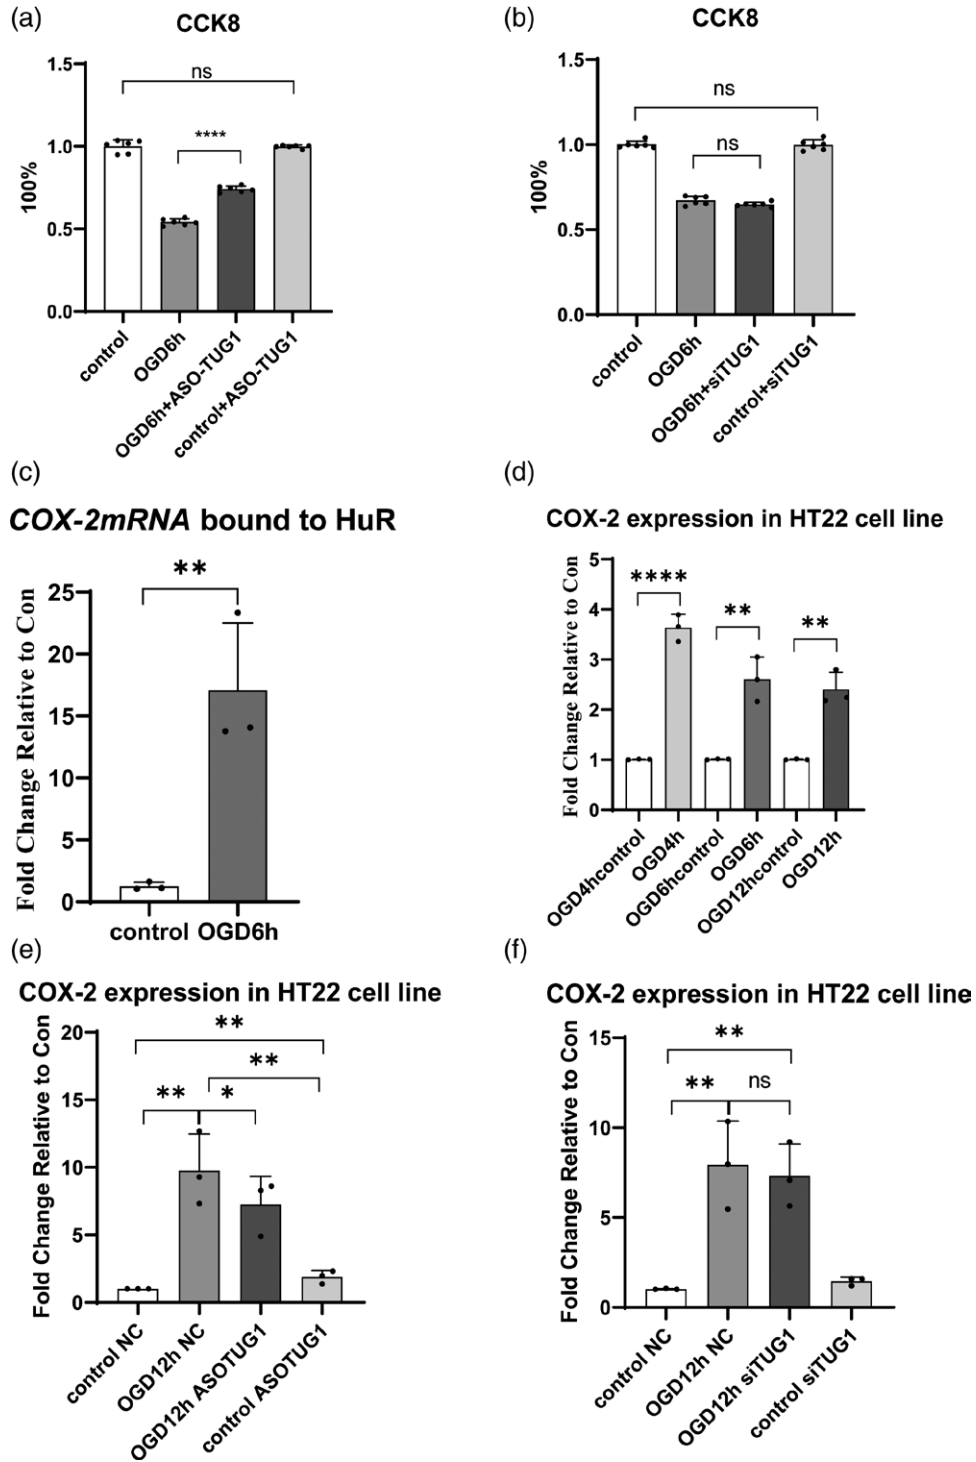 (a)
CCK8
100%
1.5
1.0
0.5
0.0
ns
****
control
OGD6h
OGD6h+ASO-TUG1
control+ASO-TUG1
(b)
CCK8
100%
1.5
1.0
0.5
0.0
ns
ns
control
OGD6h
OGD6h+siTUG1
control+siTUG1
(c)
COX-2mRNA bound to HuR
Fold Change Relative to Con
25
20
15
10
5
0
**
control
OGD6h
(d)
COX-2 expression in HT22 cell line
Fold Change Relative to Con
5
4
3
2
1
0
****
**
**
OGD4hcontrol
OGD4h
OGD6hcontrol
OGD6h
OGD12hcontrol
OGD12h
(e)
COX-2 expression in HT22 cell line
Fold Change Relative to Con
20
15
10
5
0
**
**
**
*
control NC
OGD12h NC
OGD12h ASOTUG1
control ASOTUG1
(f)
COX-2 expression in HT22 cell line
Fold Change Relative to Con
15
10
5
0
**
**
ns
control NC
OGD12h NC
OGD12h siTUG1
control siTUG1